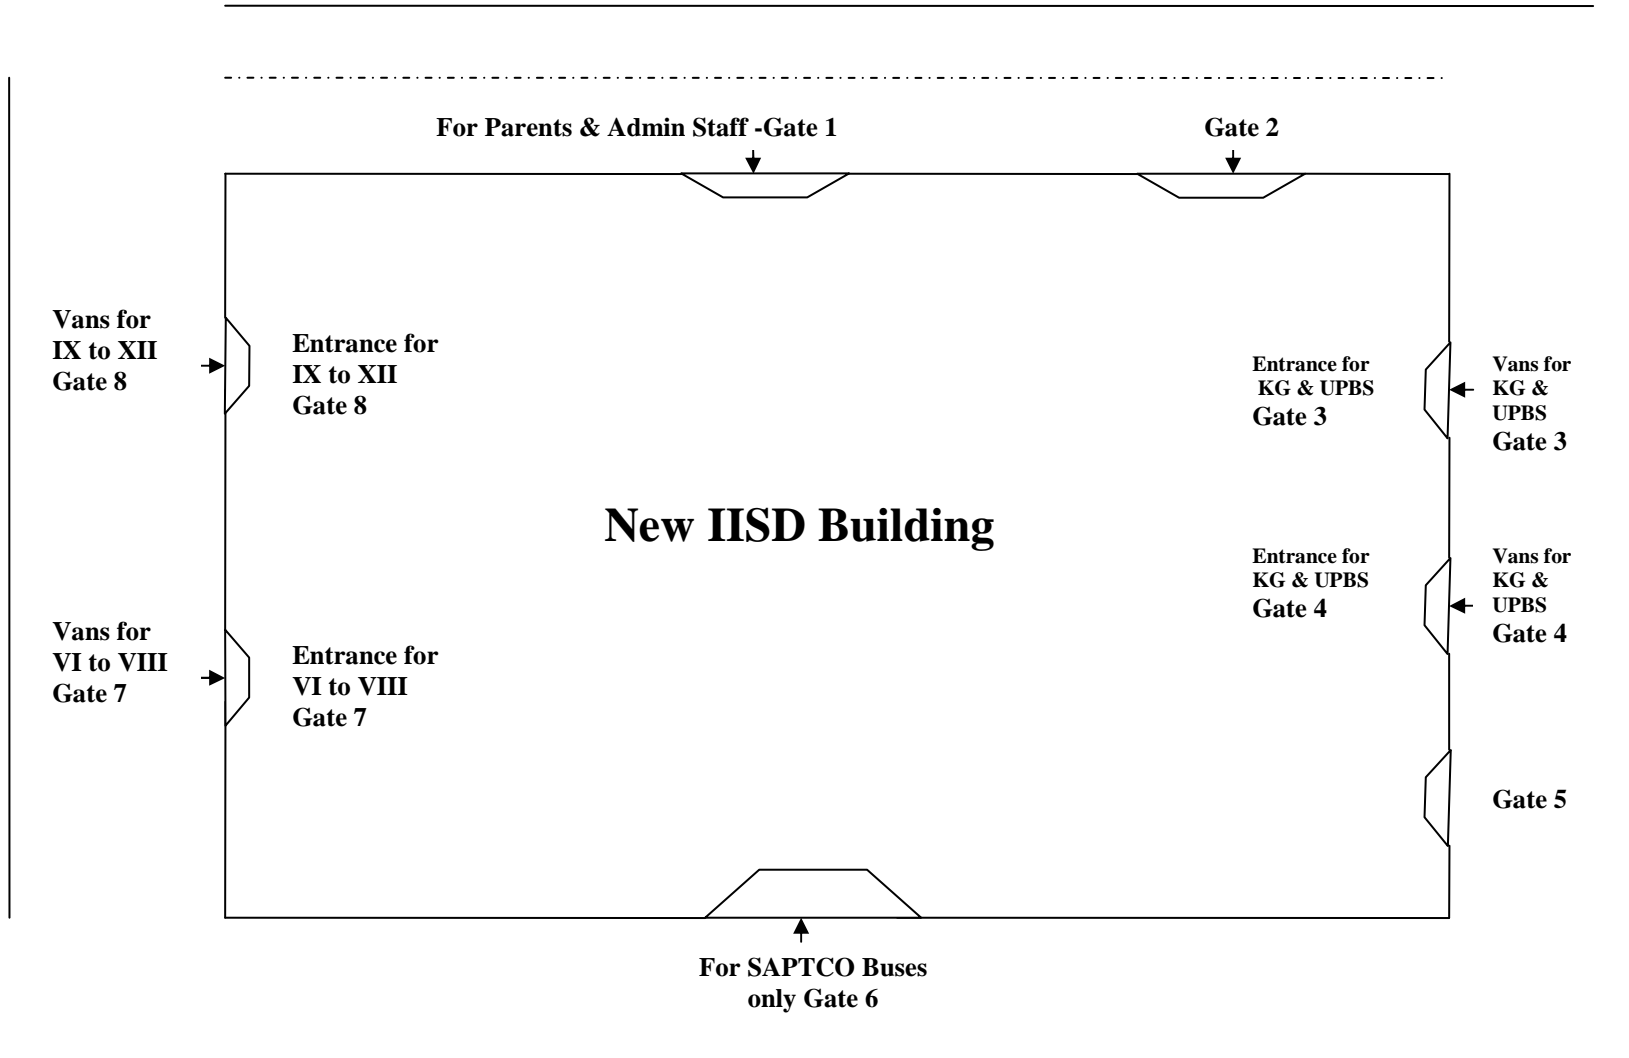 For Parents & Admin Staff -Gate 1
Gate 2
Vans for
IX to XII
Gate 8
Entrance for
IX to XII
Gate 8
Entrance for
KG & UPBS
Gate 3
Vans for
KG &
UPBS
Gate 3
New IISD Building
Entrance for
KG & UPBS
Gate 4
Vans for
KG &
UPBS
Gate 4
Vans for
VI to VIII
Gate 7
Entrance for
VI to VIII
Gate 7
Gate 5
For SAPTCO Buses
only Gate 6